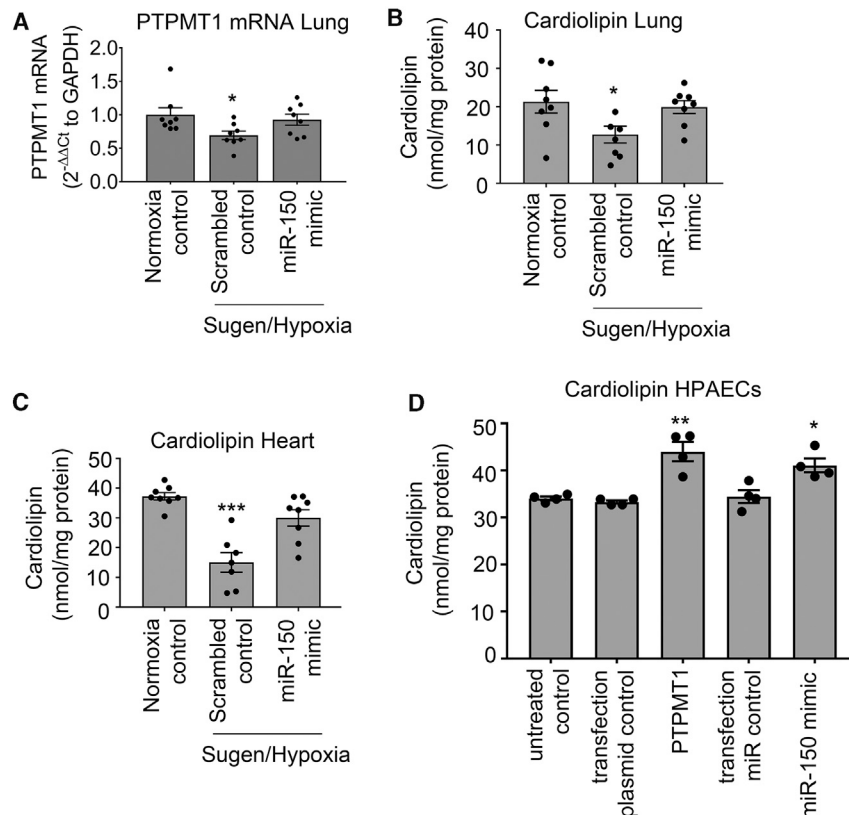 A
PTPMT1 mRNA Lung
PTPMT1 mRNA
(2^-ΔΔCt to GAPDH)
2.0
1.5
1.0
0.5
0.0
*
Normoxia
control
Scrambled
control
miR-150
mimic
Sugen/Hypoxia
B
Cardiolipin Lung
Cardiolipin
(nmol/mg protein)
40
30
20
10
0
*
Normoxia
control
Scrambled
control
miR-150
mimic
Sugen/Hypoxia
C
Cardiolipin Heart
Cardiolipin
(nmol/mg protein)
50
40
30
20
10
0
***
Normoxia
control
Scrambled
control
miR-150
mimic
Sugen/Hypoxia
D
Cardiolipin HPAECs
Cardiolipin
(nmol/mg protein)
50
40
30
20
10
0
**
*
untreated
control
transfection
plasmid control
PTPMT1
transfection
miR control
miR-150 mimic